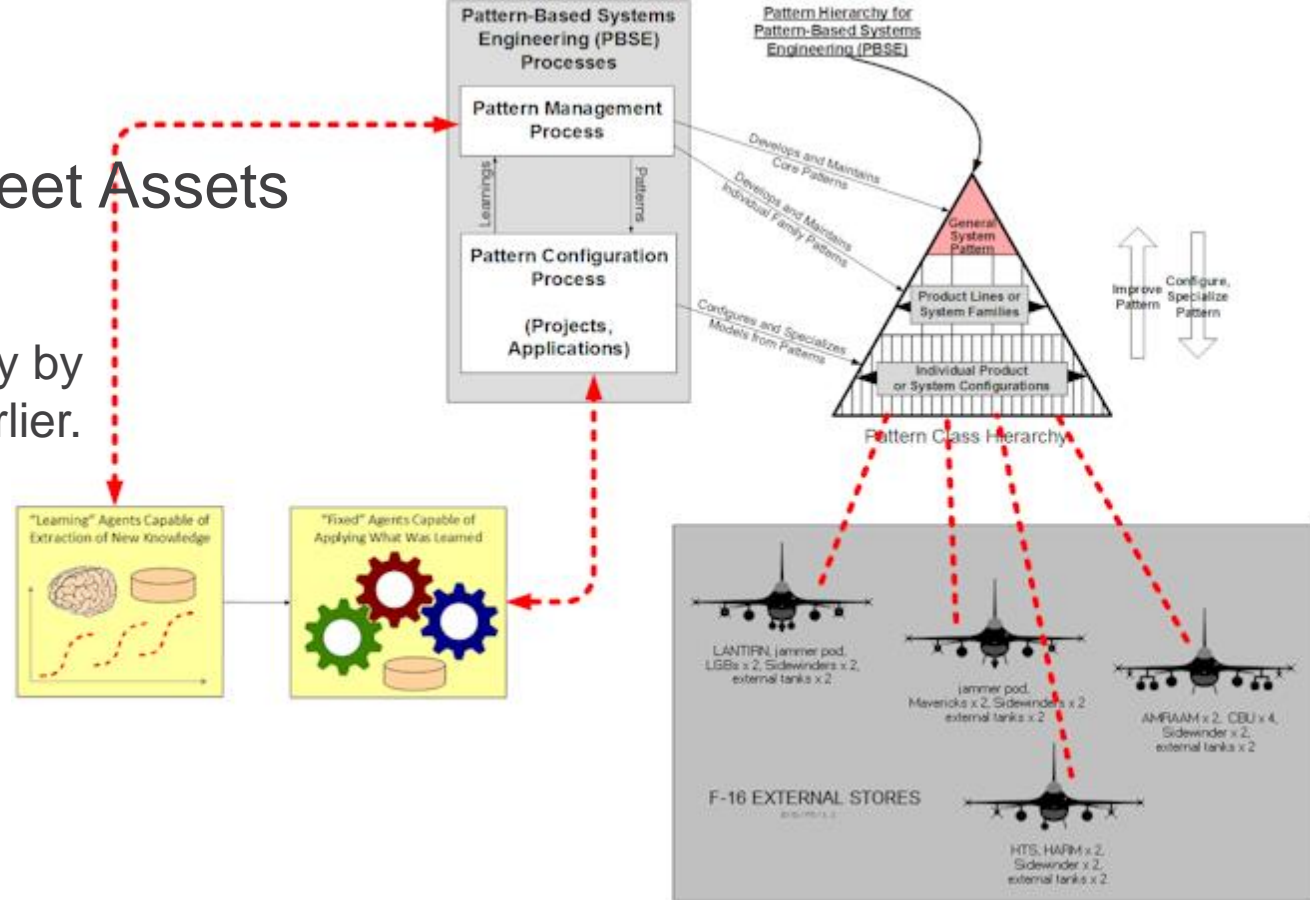 eet Assets
y by
rlier.
Pattern-Based Systems
Engineering (PBSE)
Processes
Pattern Management
Process
Learnings
Patterns
Pattern Configuration
Process
(Projects,
Applications)
Pattern Hierarchy for
Pattern-Based Systems
Engineering (PBSE)
Develops and Maintains
Core Patterns
Develops and Maintains
Individual Family Patterns
Configures and Specializes
Models from Patterns
General
System
Pattern
Product Lines or
System Families
Individual Product
or System Configurations
Pattern Class Hierarchy
Improve
Pattern
Configure,
Specialize
Pattern
"Learning" Agents Capable of
Extraction of New Knowledge
"Fixed" Agents Capable of
Applying What Was Learned
LANTIRN, jammer pod,
LGBs x 2, Sidewinders x 2,
external tanks x 2
jammer pod,
Mavericks x 2, Sidewinders x 2
external tanks x 2
AMRAAM x 2, CBU x 4,
Sidewinder x 2,
external tanks x 2
F-16 EXTERNAL STORES
HTS, HARM x 2,
Sidewinder x 2,
external tanks x 2